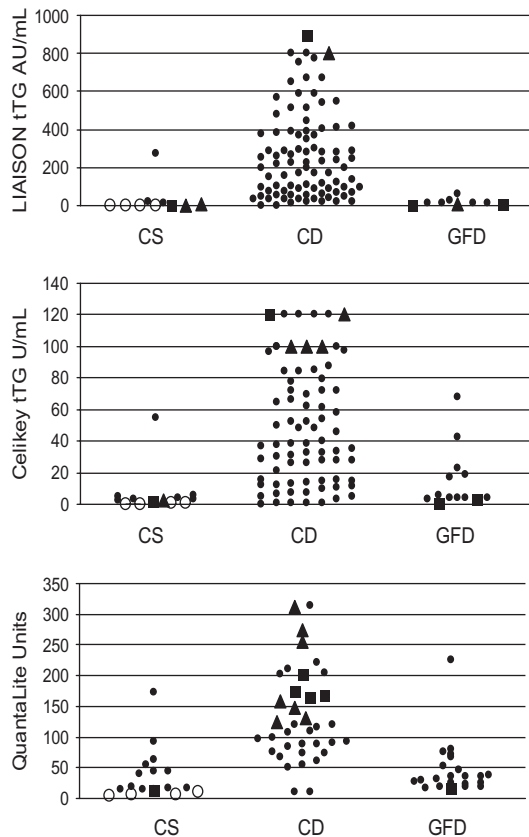 LIAISON tTG AU/mL
1000
800
600
400
200
0
CS
CD
GFD
Celikey tTG U/mL
140
120
100
80
60
40
20
0
CS
CD
GFD
QuantaLite Units
350
300
250
200
150
100
50
0
CS
CD
GFD